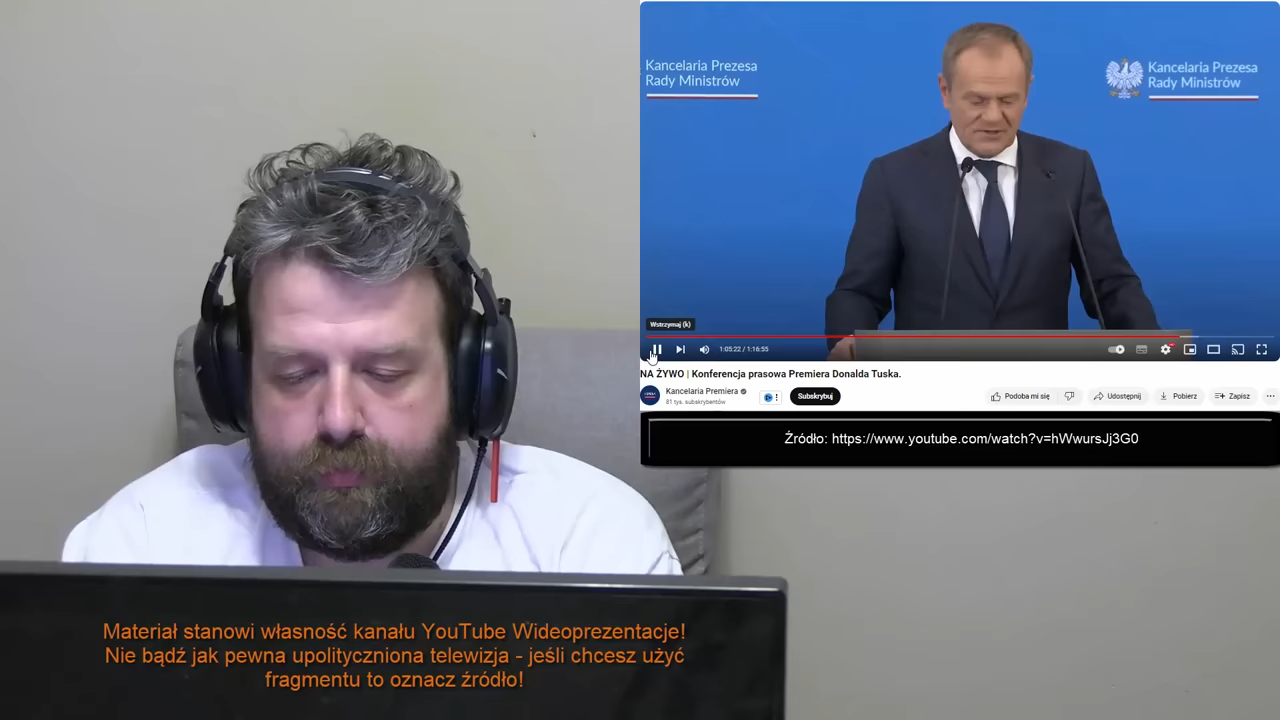 Kancelaria Prezesa
Rady Ministrów
Kancelaria Prezesa
Rady Ministrów
Wstrzymaj (k)
1:05:22 / 1:16:55
NA ŻYWO | Konferencja prasowa Premiera Donalda Tuska.
Kancelaria Premiera
81 tys. subskrybentów
Subskrybuj
Podoba mi się
Udostępnij
Pobierz
Zapisz
Źródło: https://www.youtube.com/watch?v=hWwursJj3G0
Materiał stanowi własność kanału YouTube Wideoprezentacje!
Nie bądź jak pewna upolityczniona telewizja - jeśli chcesz użyć
fragmentu to oznacz źródło!